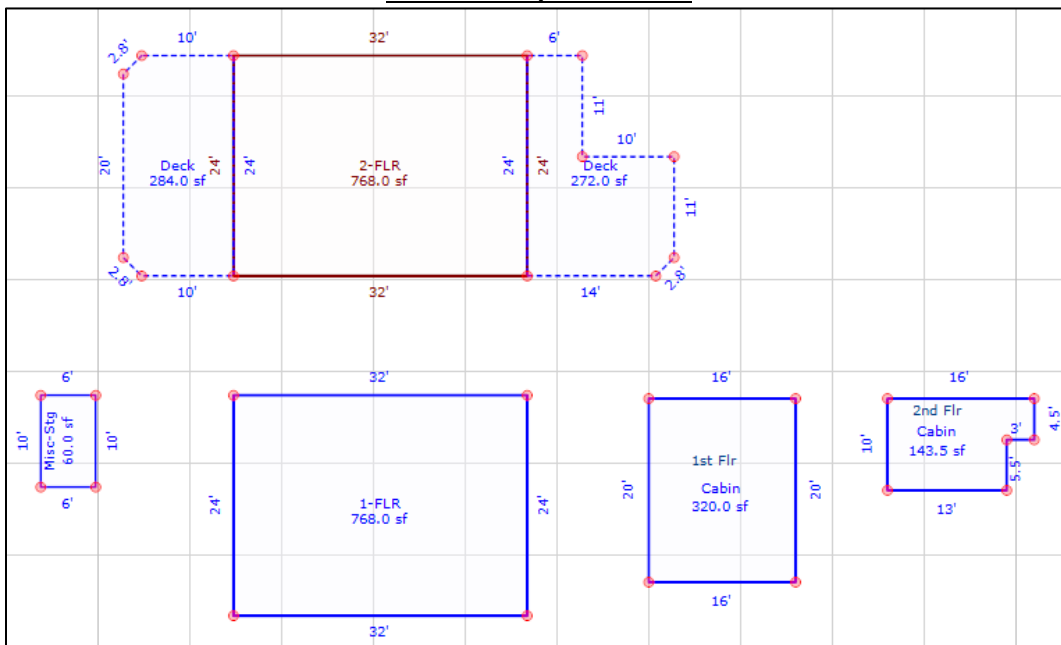 2.8'
10'
32'
6'
20'
Deck
284.0 sf
24'
24'
2-FLR
768.0 sf
24'
24'
Deck
272.0 sf
11'
10'
11'
2.8'
10'
32'
14'
2.8'
6'
10'
Misc-Stg
60.0 sf
10'
6'
32'
24'
1-FLR
768.0 sf
24'
32'
16'
20'
1st Flr
Cabin
320.0 sf
20'
16'
16'
10'
2nd Flr
Cabin
143.5 sf
3'
4.5'
5.5'
13'